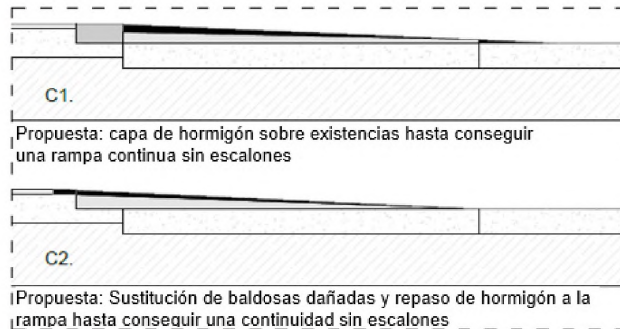 C1.
Propuesta: capa de hormigón sobre existencias hasta conseguir
una rampa continua sin escalones
C2.
Propuesta: Sustitución de baldosas dañadas y repaso de hormigón a la
rampa hasta conseguir una continuidad sin escalones